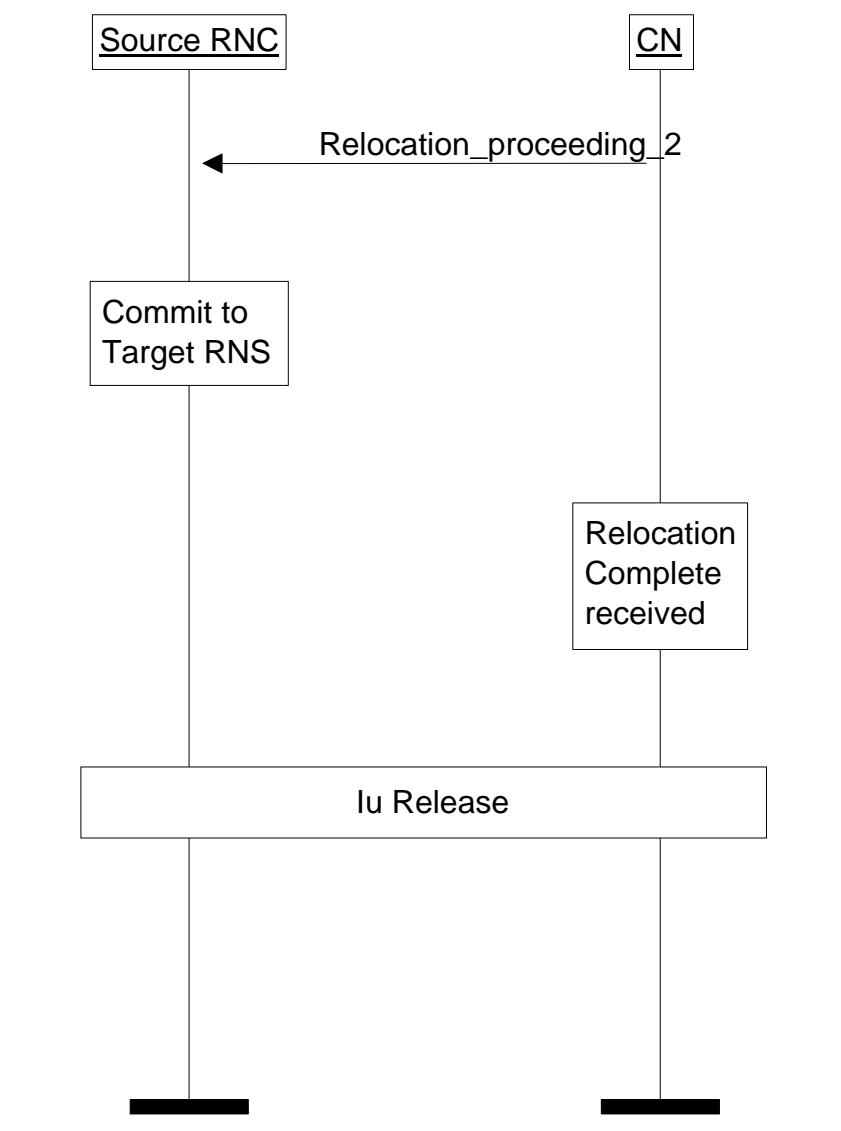 Source RNC
CN
Relocation_proceeding_2
Commit to
Target RNS
Relocation
Complete
received
Iu Release